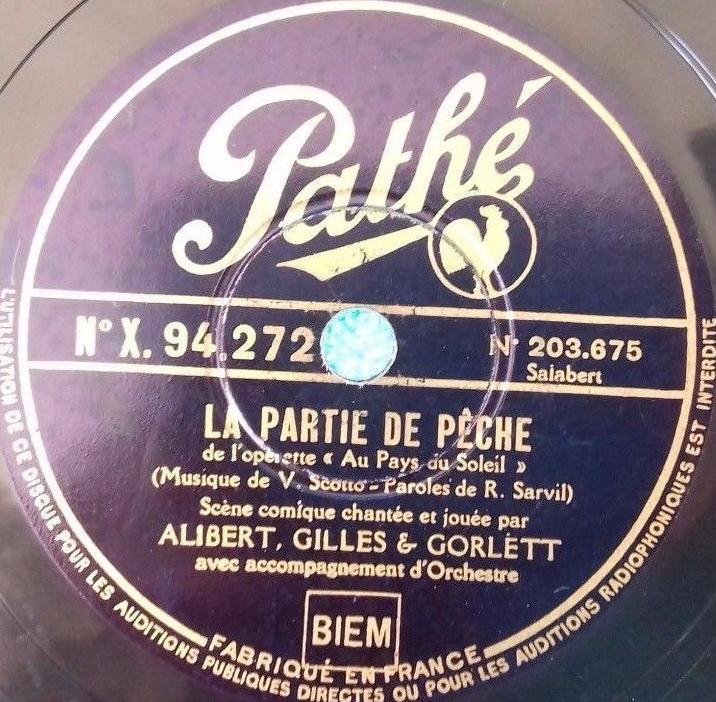 Pathé
N° X. 94.272
N° 203.675
Salabert
LA PARTIE DE PÊCHE
de l'opérette « Au Pays du Soleil »
(Musique de V. Scotto - Paroles de R. Sarvil)
Scène comique chantée et jouée par
ALIBERT, GILLES & GORLETT
avec accompagnement d'Orchestre
BIEM
FABRIQUÉ EN FRANCE
L'UTILISATION DE CE DISQUE POUR LES AUDITIONS PUBLIQUES DIRECTES OU POUR LES AUDITIONS RADIOPHONIQUES EST INTERDITE